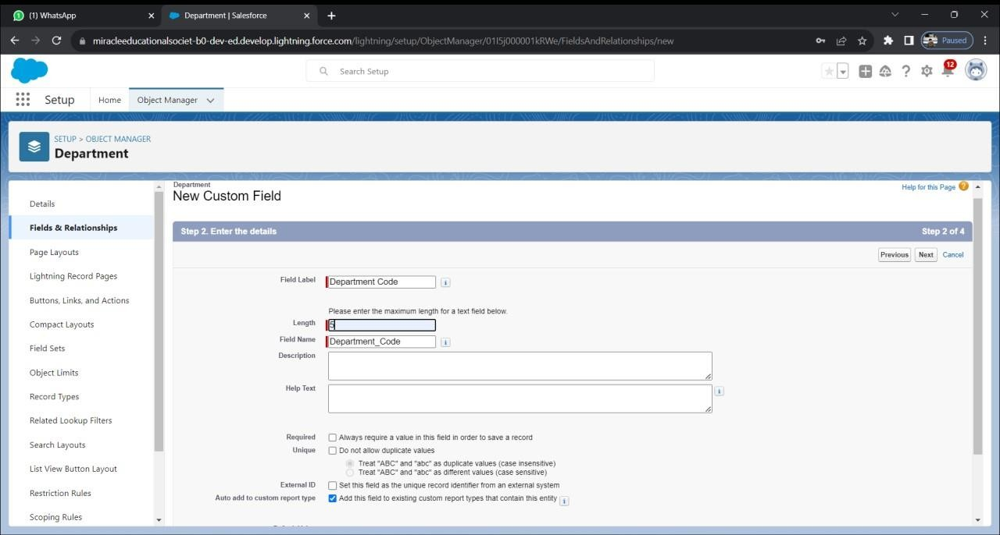 (1) WhatsApp
Department | Salesforce
miracleeducationalsociet-b0-dev-ed.develop.lightning.force.com/lightning/setup/ObjectManager/01I5j000001kRWe/FieldsAndRelationships/new
Paused
Search Setup
12
Setup
Home
Object Manager
SETUP > OBJECT MANAGER
Department
Details
Fields & Relationships
Page Layouts
Lightning Record Pages
Buttons, Links, and Actions
Compact Layouts
Field Sets
Object Limits
Record Types
Related Lookup Filters
Search Layouts
List View Button Layout
Restriction Rules
Scoping Rules
Department
New Custom Field
Help for this Page
Step 2. Enter the details Step 2 of 4
Previous Next Cancel
Field Label Department Code
Please enter the maximum length for a text field below.
Length 5
Field Name Department_Code
Description
Help Text
Required Always require a value in this field in order to save a record
Unique Do not allow duplicate values
Treat "ABC" and "abc" as duplicate values (case insensitive)
Treat "ABC" and "abc" as different values (case sensitive)
External ID Set this field as the unique record identifier from an external system
Auto add to custom report type Add this field to existing custom report types that contain this entity